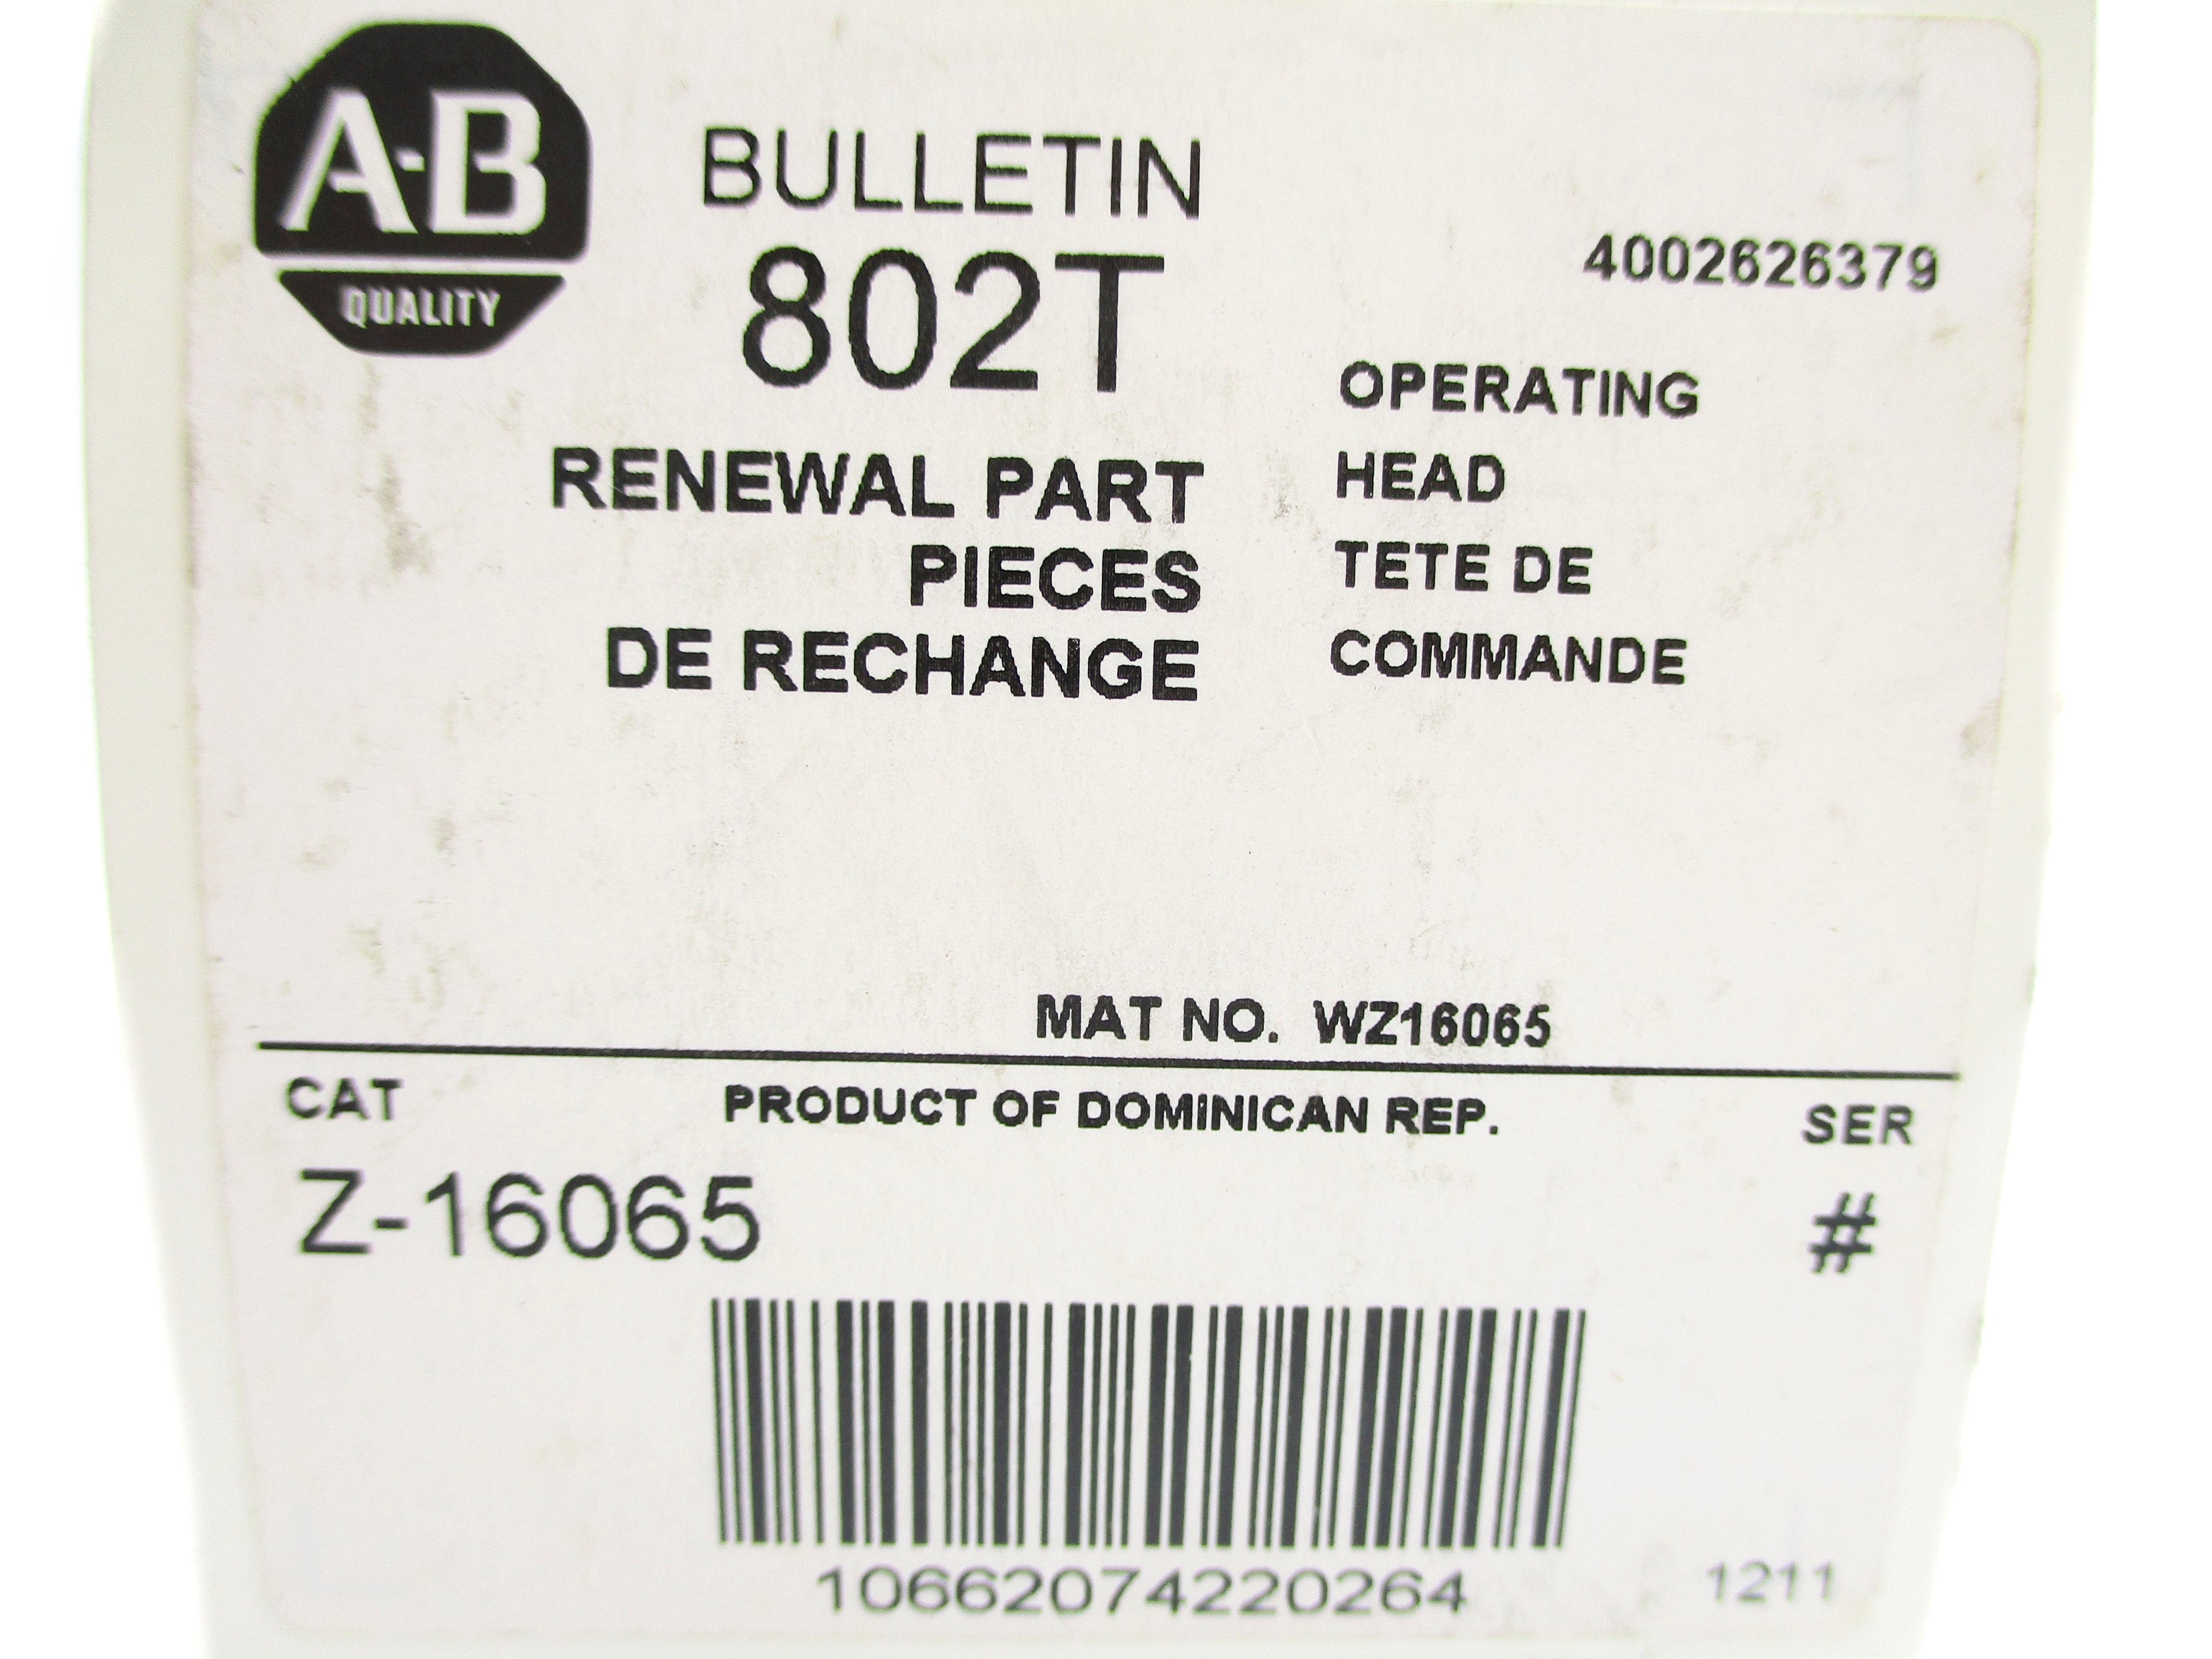 A-B
QUALITY
BULLETIN
802T
4002626379
RENEWAL PART
PIECES
DE RECHANGE
OPERATING
HEAD
TETE DE
COMMANDE
MAT NO. WZ16065
CAT
PRODUCT OF DOMINICAN REP.
SER
Z-16065
#
10662074220264
1211